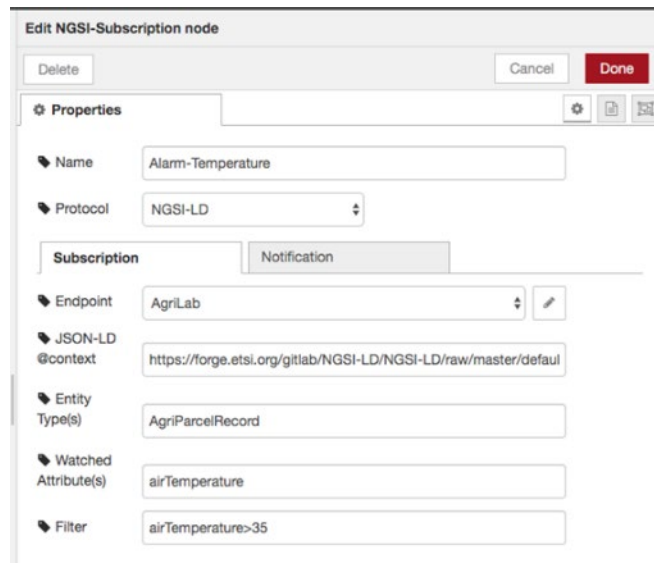 Edit NGSI-Subscription node
Delete
Cancel
Done
Properties
Name
Alarm-Temperature
Protocol
NGSI-LD
Subscription
Notification
Endpoint
AgriLab
JSON-LD
@context
https://forge.etsi.org/gitlab/NGSI-LD/NGSI-LD/raw/master/defaul
Entity
Type(s)
AgriParcelRecord
Watched
Attribute(s)
airTemperature
Filter
airTemperature>35